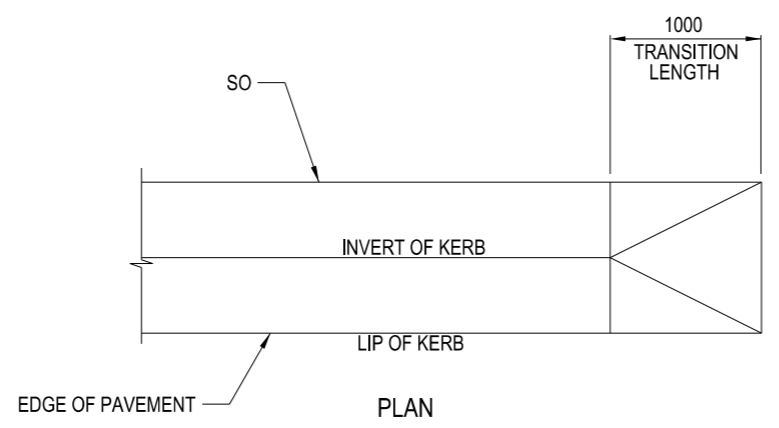 1000
TRANSITION
LENGTH
SO
INVERT OF KERB
LIP OF KERB
EDGE OF PAVEMENT
PLAN